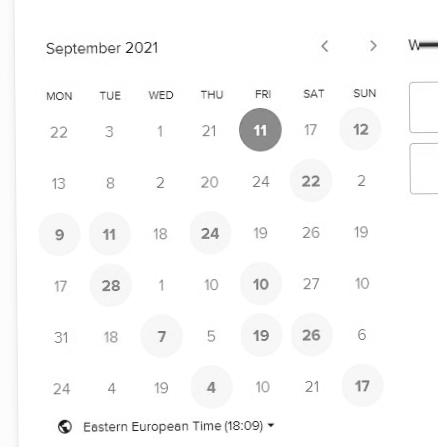 September 2021
MON TUE WED THU FRI SAT SUN
22 3 1 21 11 17 12
13 8 2 20 24 22 2
9 11 18 24 19 26 19
17 28 1 10 10 27 10
31 18 7 5 19 26 6
24 4 19 4 10 21 17
Eastern European Time (18:09)